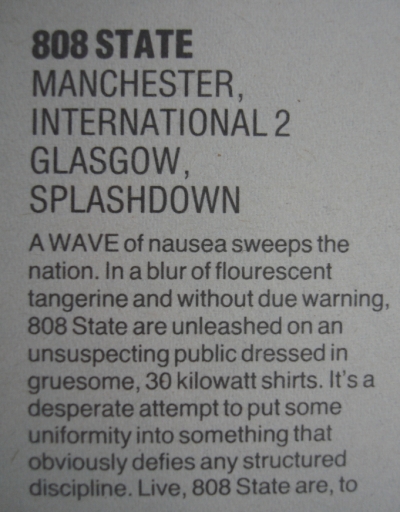 808 STATE
MANCHESTER,
INTERNATIONAL 2
GLASGOW,
SPLASHDOWN
A WAVE of nausea sweeps the
nation. In a blur of flourescent
tangerine and without due warning,
808 State are unleashed on an
unsuspecting public dressed in
gruesome, 30 kilowatt shirts. It's a
desperate attempt to put some
uniformity into something that
obviously defies any structured
discipline. Live, 808 State are, to